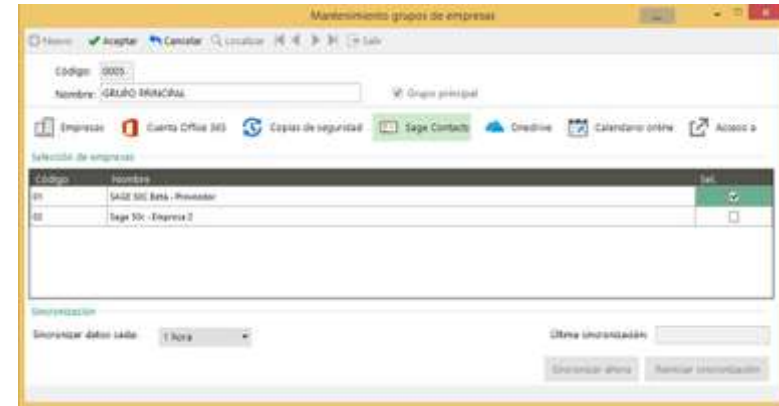 Mantenimiento grupos de empresas
Nuevo Aceptar Cancelar Localizar Salir
Código: 0005
Nombre: GRUPO PRINCIPAL Grupo principal
Empresas Cuenta Office 365 Copias de seguridad Sage Contacts Onedrive Calendario online Acceso a
Selección de empresas
Código Nombre Sel.
01 SAGE 50C Beta - Proveedor
02 Sage 50c - Empresa 2
Sincronización
Sincronizar datos cada: 1 hora Última sincronización:
Sincronizar ahora Reiniciar sincronización